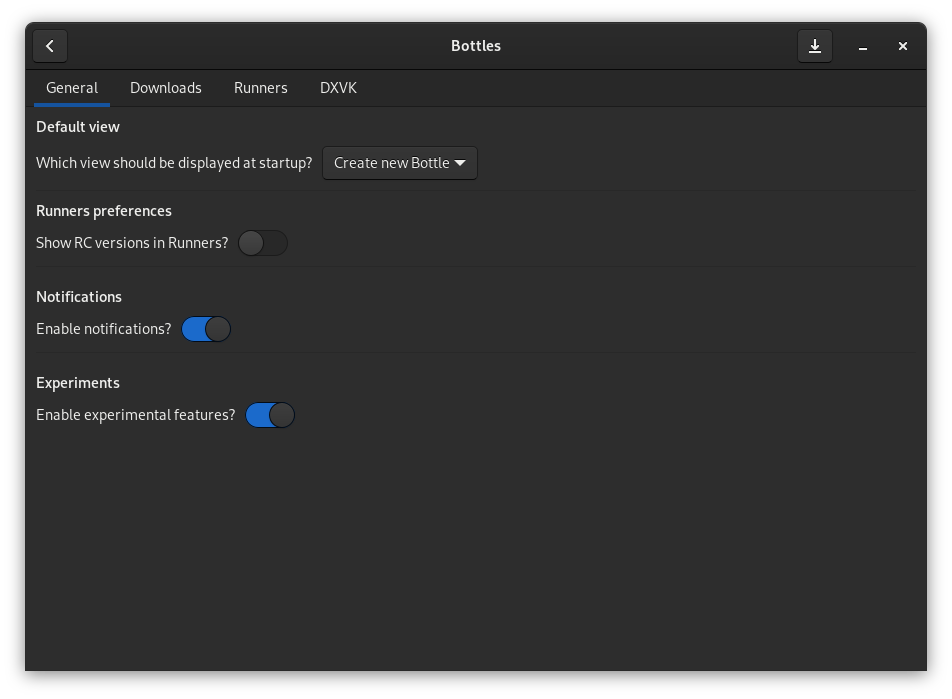 Bottles
General Downloads Runners DXVK
Default view
Which view should be displayed at startup? Create new Bottle
Runners preferences
Show RC versions in Runners?
Notifications
Enable notifications?
Experiments
Enable experimental features?